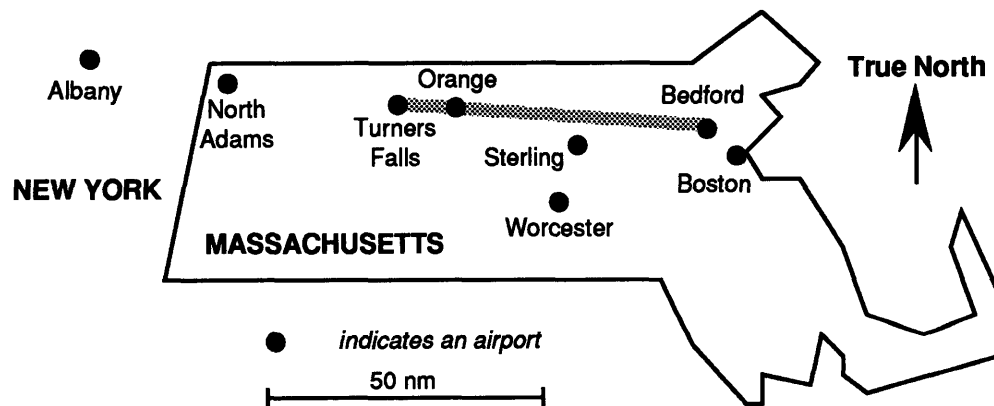 Albany
North
Adams
Orange
Turners
Falls
Bedford
True North
Sterling
Boston
NEW YORK
Worcester
MASSACHUSETTS
indicates an airport
50 nm